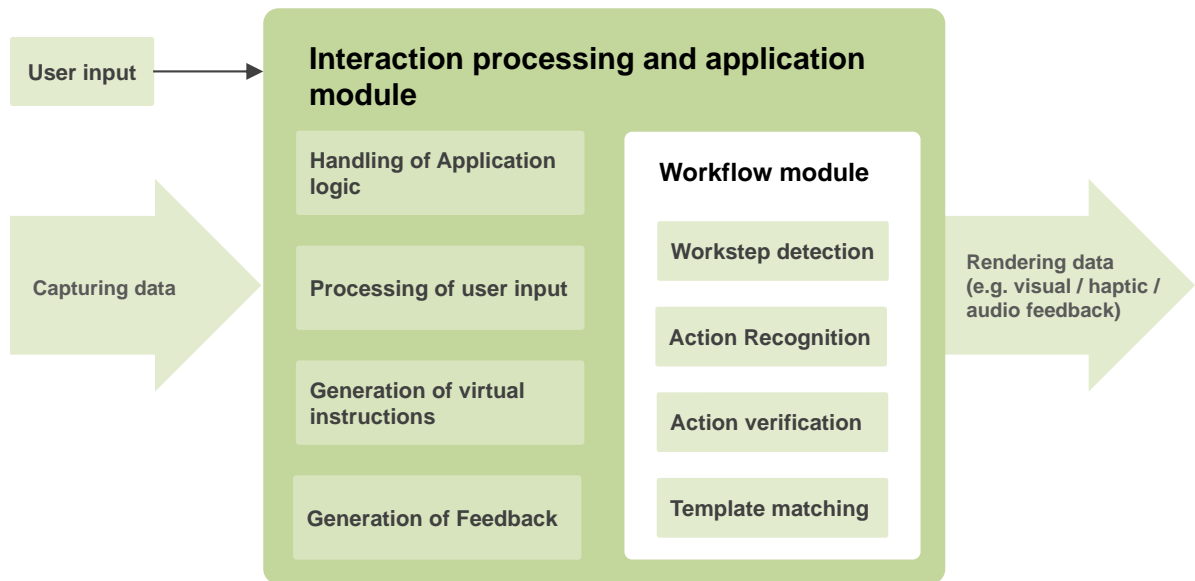 User input
Capturing data
Interaction processing and application
module
Handling of Application
logic
Processing of user input
Generation of virtual
instructions
Generation of Feedback
Workflow module
Workstep detection
Action Recognition
Action verification
Template matching
Rendering data
(e.g. visual / haptic /
audio feedback)